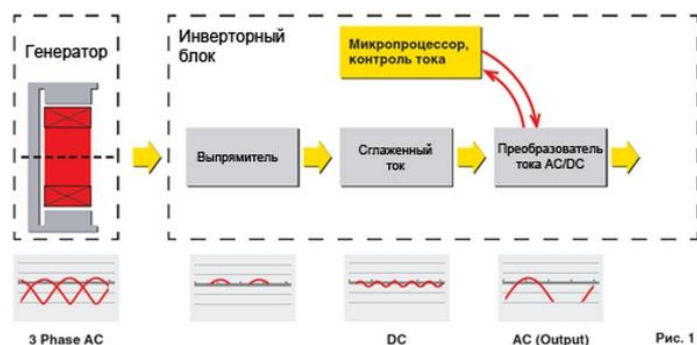 Генератор
Инверторный
блок
Микропроцессор,
контроль тока
Выпрямитель
Сглаженный
ток
Преобразователь
тока AC/DC
3 Phase AC
DC
AC (Output)
Рис. 1